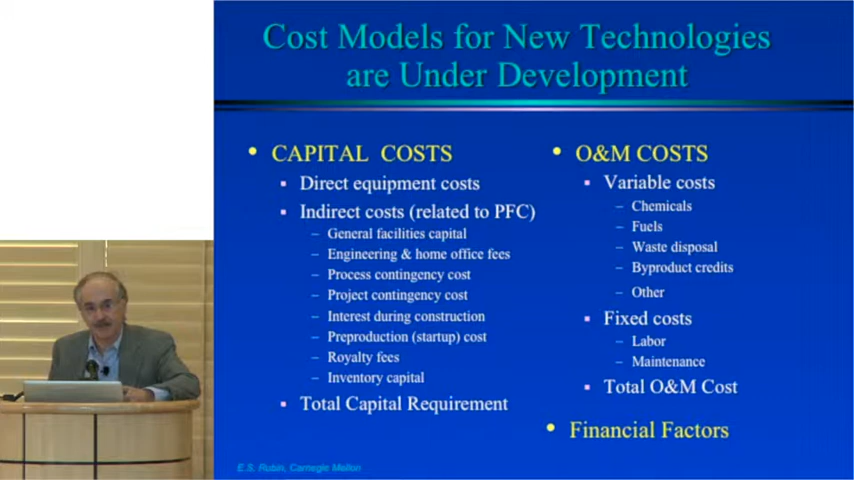 Cost Models for New Technologies
are Under Development
• CAPITAL COSTS
▪ Direct equipment costs
▪ Indirect costs (related to PFC)
– General facilities capital
– Engineering & home office fees
– Process contingency cost
– Project contingency cost
– Interest during construction
– Preproduction (startup) cost
– Royalty fees
– Inventory capital
▪ Total Capital Requirement
• O&M COSTS
▪ Variable costs
– Chemicals
– Fuels
– Waste disposal
– Byproduct credits
– Other
▪ Fixed costs
– Labor
– Maintenance
▪ Total O&M Cost
• Financial Factors
E.S. Rubin, Carnegie Mellon